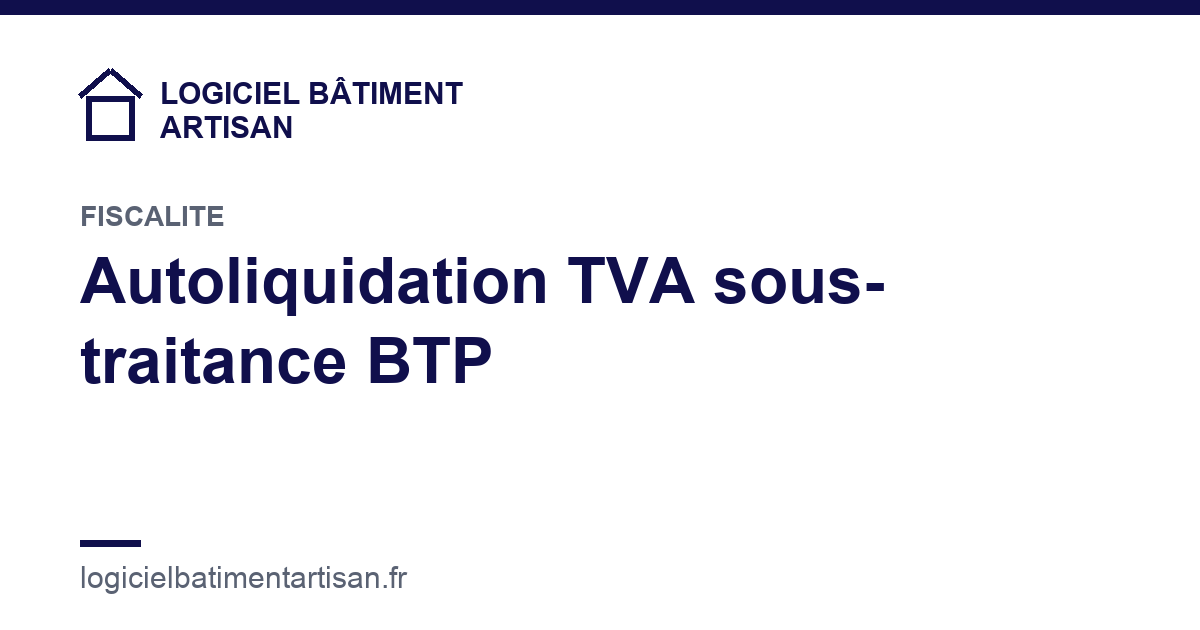 LOGICIEL BÂTIMENT
ARTISAN
FISCALITE
Autoliquidation TVA sous-
traitance BTP
logicielbatimentartisan.fr